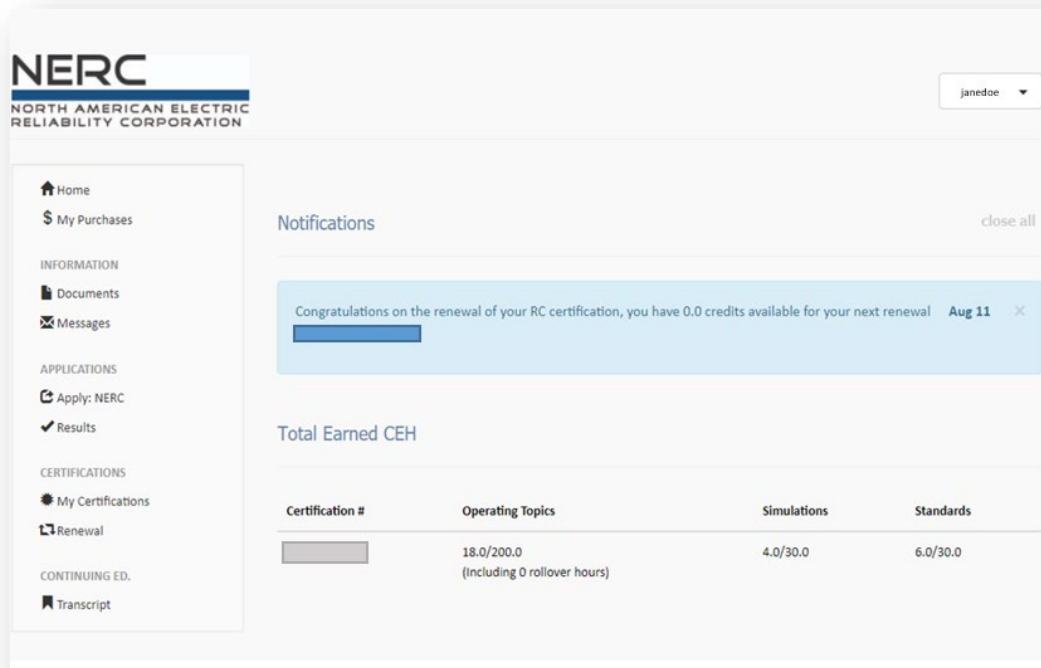 NERC
NORTH AMERICAN ELECTRIC
RELIABILITY CORPORATION
janedoe
Home
$ My Purchases
INFORMATION
Documents
Messages
APPLICATIONS
Apply: NERC
Results
CERTIFICATIONS
My Certifications
Renewal
CONTINUING ED.
Transcript
Notifications
close all
Congratulations on the renewal of your RC certification, you have 0.0 credits available for your next renewal Aug 11 ×
Total Earned CEH
Certification # Operating Topics Simulations Standards
18.0/200.0 4.0/30.0 6.0/30.0
(Including 0 rollover hours)